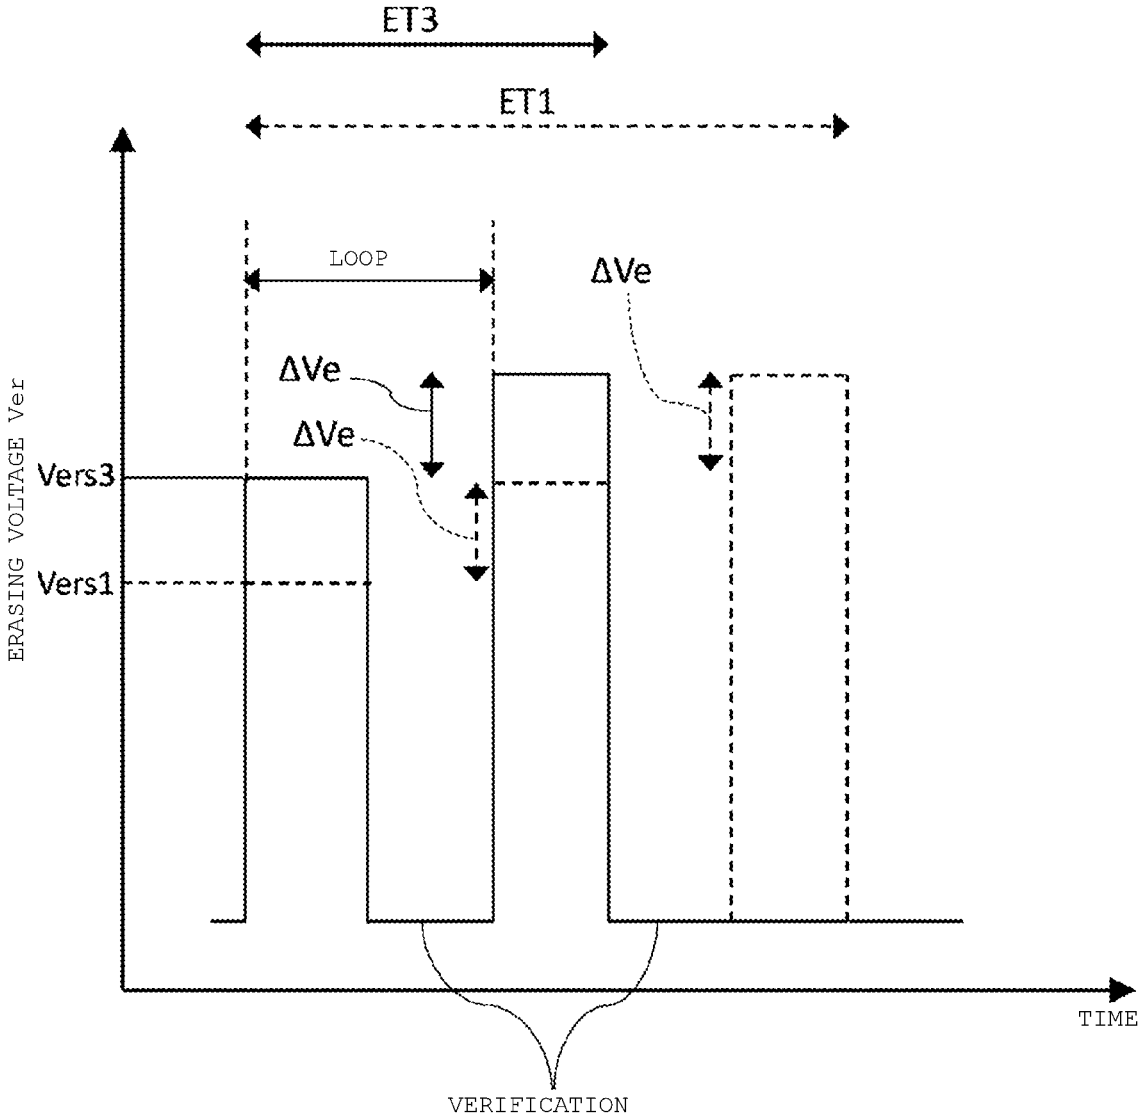 ET3
ET1
LOOP
ΔVe
ΔVe
ΔVe
Vers3
Vers1
ERASING VOLTAGE Ver
TIME
VERIFICATION